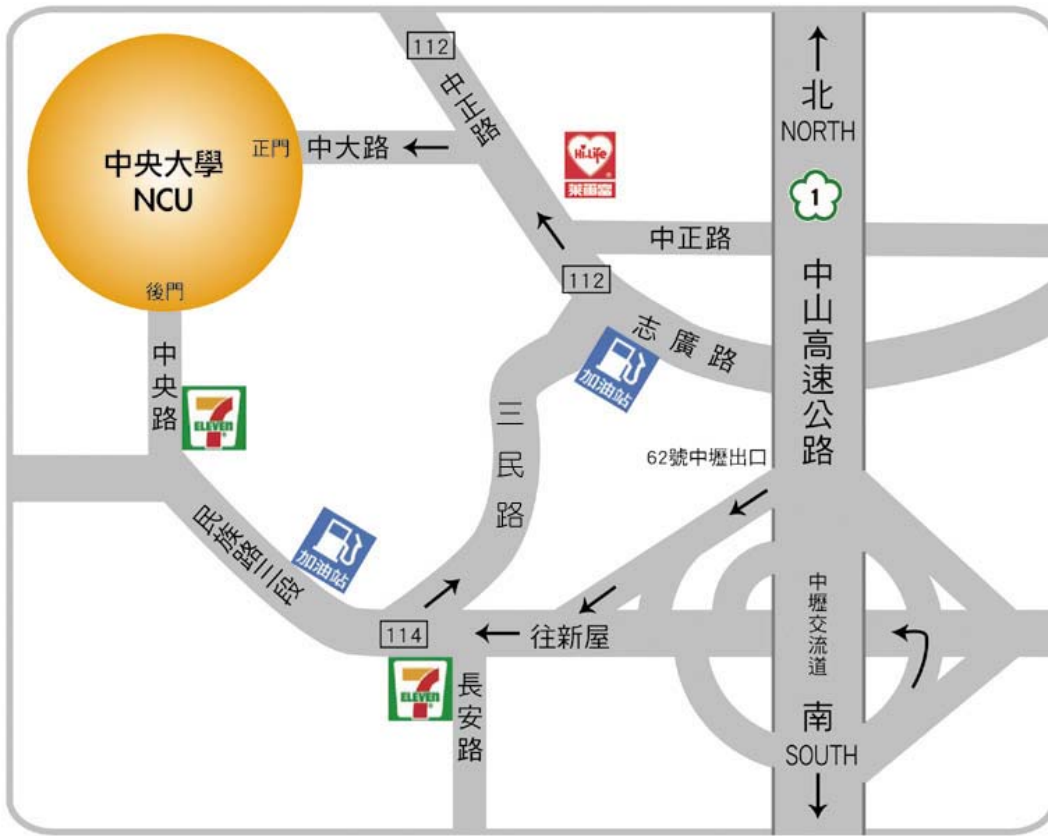 112
北
NORTH
中正路
正門
中大路
Hi-Life
萊爾富
中央大學
NCU
1
中正路
中山高速公路
112
後門
志廣路
加油站
中央路
7
ELEVEN
三民路
62號中壢出口
民族路三段
加油站
中壢交流道
114
往新屋
7
ELEVEN
長安路
南
SOUTH